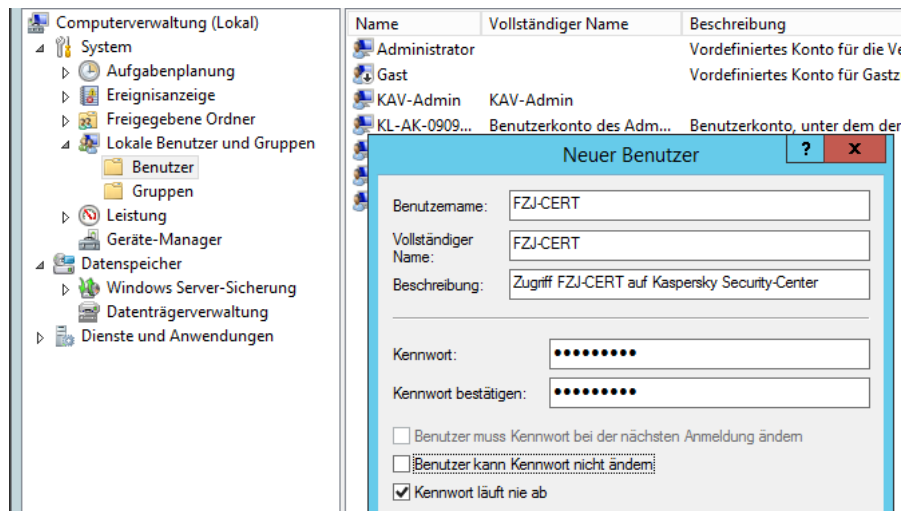 Computerverwaltung (Lokal)
System
Aufgabenplanung
Ereignisanzeige
Freigegebene Ordner
Lokale Benutzer und Gruppen
Benutzer
Gruppen
Leistung
Geräte-Manager
Datenspeicher
Windows Server-Sicherung
Datenträgerverwaltung
Dienste und Anwendungen
Name Vollständiger Name Beschreibung
Administrator Vordefiniertes Konto für die
Gast Vordefiniertes Konto für
KAV-Admin KAV-Admin
KL-AK-0909... Benutzerkonto des Adm... Benutzerkonto, unter dem
Neuer Benutzer ? x
Benutzername: FZJ-CERT
Vollständiger
Name: FZJ-CERT
Beschreibung: Zugriff FZJ-CERT auf Kaspersky Security-Center
Kennwort: •••••••••
Kennwort bestätigen: •••••••••
Benutzer muss Kennwort bei der nächsten Anmeldung ändern
Benutzer kann Kennwort nicht ändern
Kennwort läuft nie ab